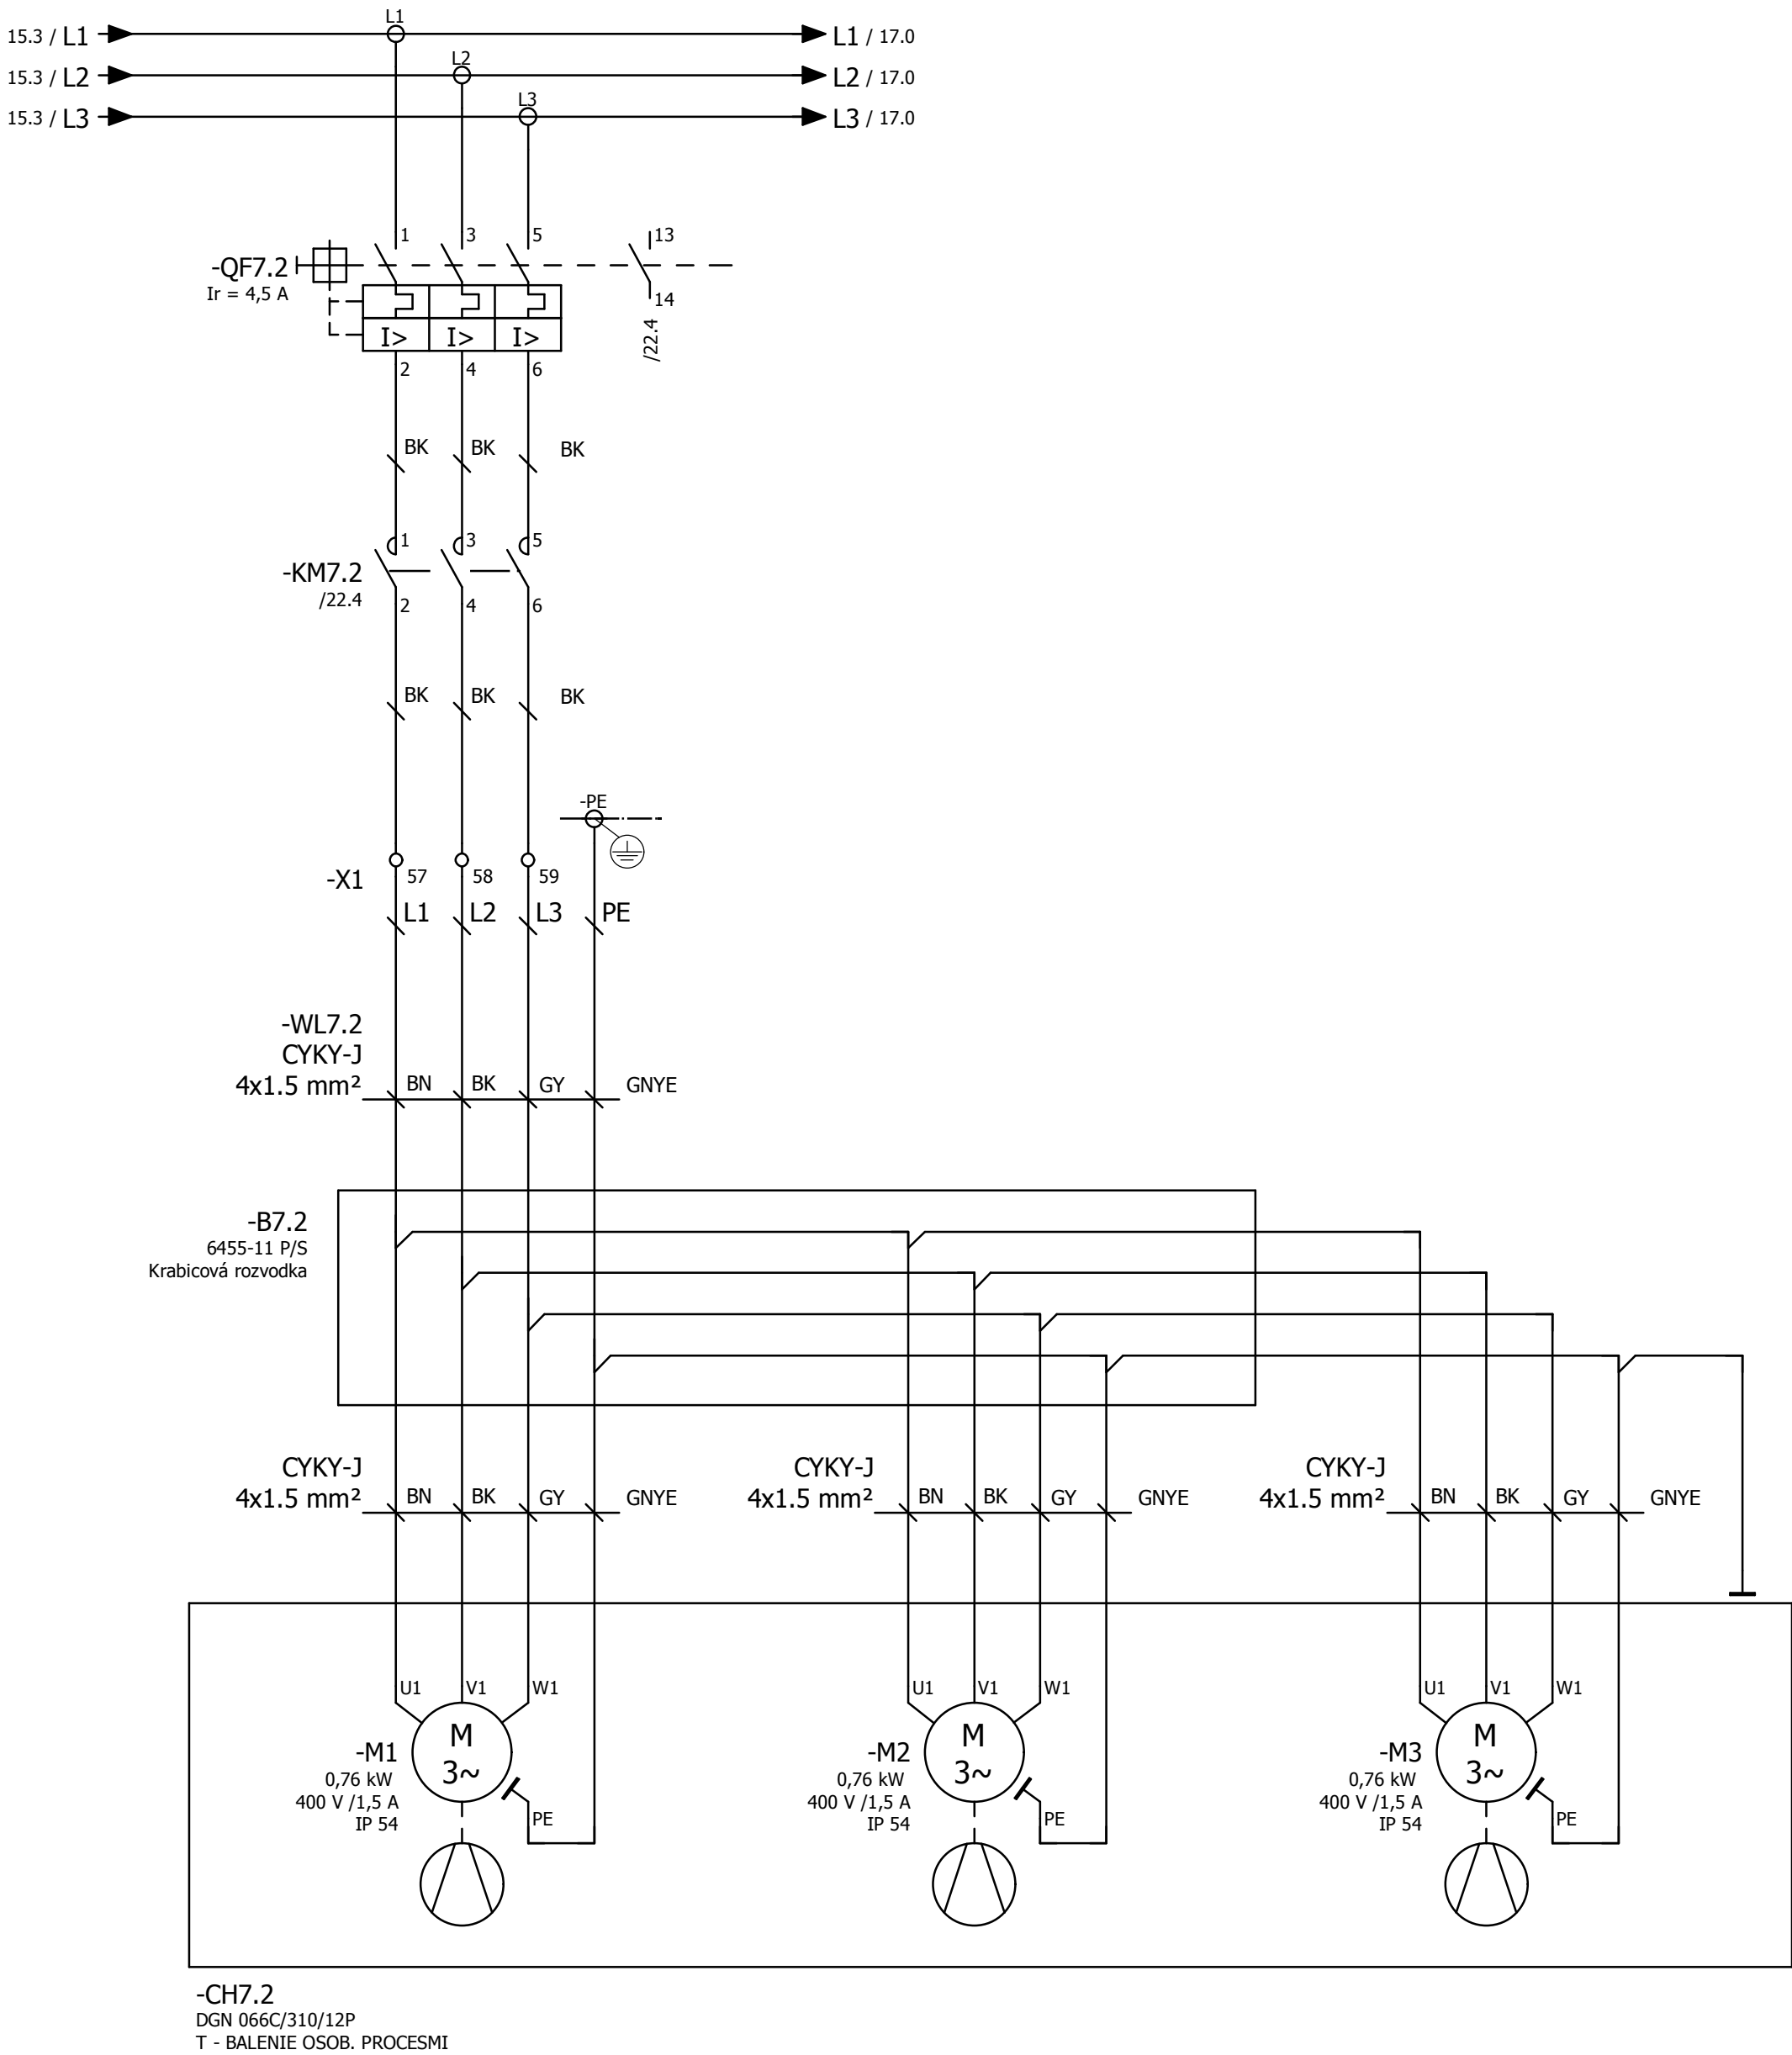 L1
15.3 / L1 L1 / 17.0
L2
15.3 / L2 L2 / 17.0
L3
15.3 / L3 L3 / 17.0
1 3 5 13
-QF7.2
Ir = 4,5 A
14
/22.4
I> I> I>
2 4 6
BK BK BK
1 3 5
-KM7.2
/22.4
2 4 6
BK BK BK
-PE
-X1 57 58 59
L1 L2 L3 PE
-WL7.2
CYKY-J
4x1.5 mm² BN BK GY GNYE
-B7.2
6455-11 P/S
Krabicová rozvodka
CYKY-J CYKY-J CYKY-J
4x1.5 mm² BN BK GY GNYE 4x1.5 mm² BN BK GY GNYE 4x1.5 mm² BN BK GY GNYE
U1 V1 W1 U1 V1 W1 U1 V1 W1
M M M
-M1 -M2 -M3
3~ 3~ 3~
0,76 kW 0,76 kW 0,76 kW
400 V /1,5 A 400 V /1,5 A 400 V /1,5 A
IP 54 PE IP 54 PE IP 54 PE
-CH7.2
DGN 066C/310/12P
T - BALENIE OSOB. PROCESMI